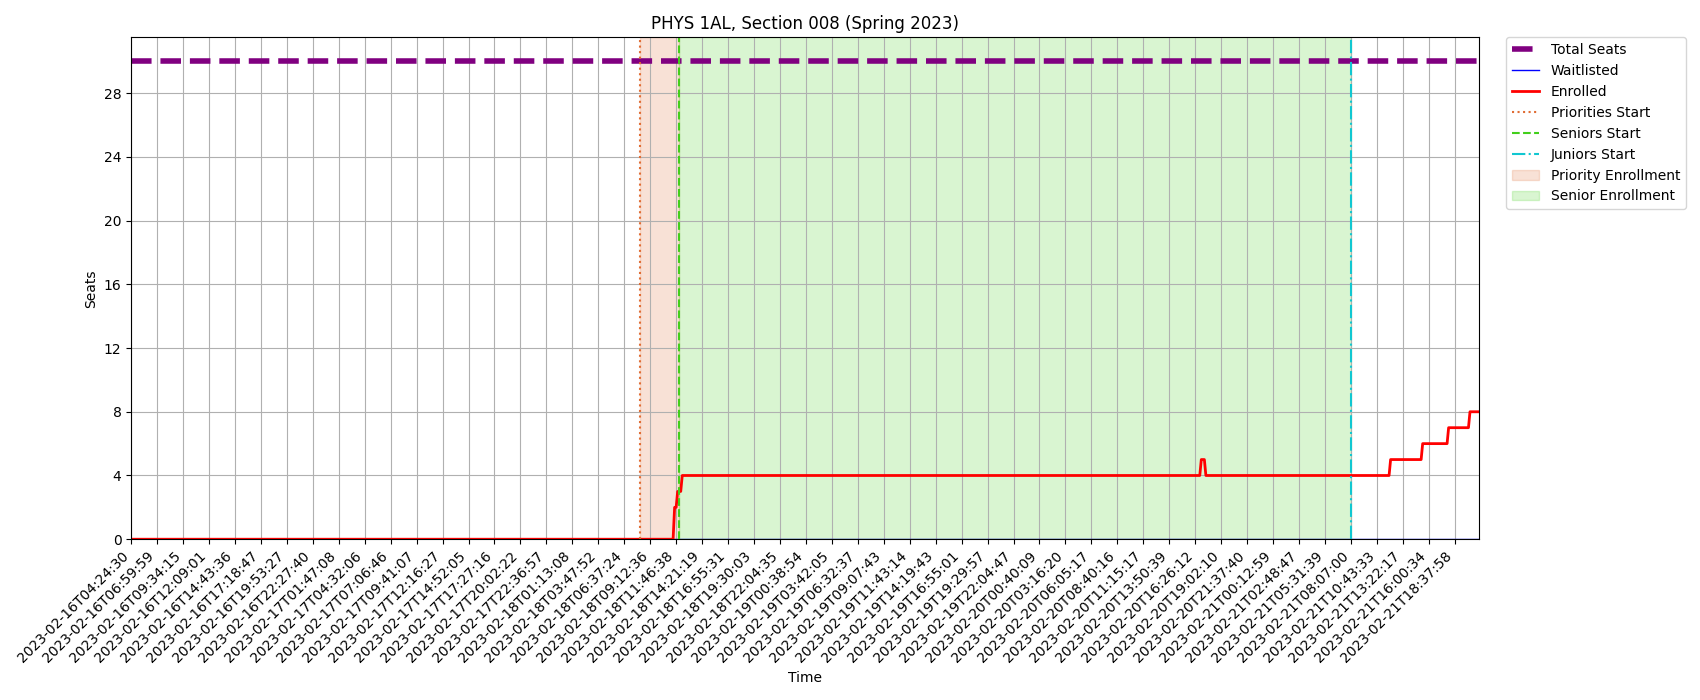 PHYS 1AL, Section 008 (Spring 2023)
Total Seats
Waitlisted
Enrolled
Priorities Start
Seniors Start
Juniors Start
Priority Enrollment
Senior Enrollment
Seats
28
24
20
16
12
8
4
0
2023-02-16T04:24:30
2023-02-16T06:59:59
2023-02-16T09:34:15
2023-02-16T12:09:01
2023-02-16T14:43:36
2023-02-16T17:18:47
2023-02-16T19:53:27
2023-02-16T22:27:40
2023-02-17T01:47:08
2023-02-17T04:32:06
2023-02-17T07:06:46
2023-02-17T09:41:07
2023-02-17T12:16:27
2023-02-17T14:52:05
2023-02-17T17:27:16
2023-02-17T20:02:22
2023-02-17T22:36:57
2023-02-18T01:13:08
2023-02-18T03:47:52
2023-02-18T06:37:24
2023-02-18T09:12:36
2023-02-18T11:46:38
2023-02-18T14:21:19
2023-02-18T16:55:31
2023-02-18T19:30:03
2023-02-18T22:04:35
2023-02-19T00:38:54
2023-02-19T03:42:05
2023-02-19T06:32:37
2023-02-19T09:07:43
2023-02-19T11:43:14
2023-02-19T14:19:43
2023-02-19T16:55:01
2023-02-19T19:29:57
2023-02-19T22:04:47
2023-02-20T00:40:09
2023-02-20T03:16:20
2023-02-20T06:05:17
2023-02-20T08:40:16
2023-02-20T11:15:17
2023-02-20T13:50:39
2023-02-20T16:26:12
2023-02-20T19:02:10
2023-02-20T21:37:40
2023-02-21T00:12:59
2023-02-21T02:48:47
2023-02-21T05:31:39
2023-02-21T08:07:00
2023-02-21T10:43:33
2023-02-21T13:22:17
2023-02-21T16:00:34
2023-02-21T18:37:58
Time